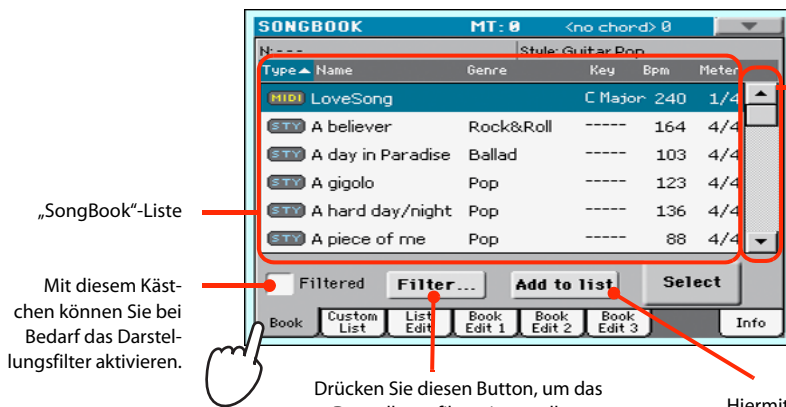 SONGBOOK MT: 0 <no chord> 0
N:--- Style: Guitar Pop
Type Name Genre Key Bpm Meter
MIDI LoveSong C Major 240 1/4
STY A believer Rock&Roll ----- 164 4/4
STY A day in Paradise Ballad ----- 103 4/4
STY A gigolo Pop ----- 123 4/4
STY A hard day/night Pop ----- 136 4/4
STY A piece of me Pop ----- 88 4/4
Filtered Filter... Add to list Select
Book Custom List List Edit Book Edit 1 Book Edit 2 Book Edit 3 Info
„SongBook“-Liste
Mit diesem Käst-
chen können Sie bei
Bedarf das Darstel-
lungsfilter aktivieren.
Drücken Sie diesen Button, um das
Hiermit